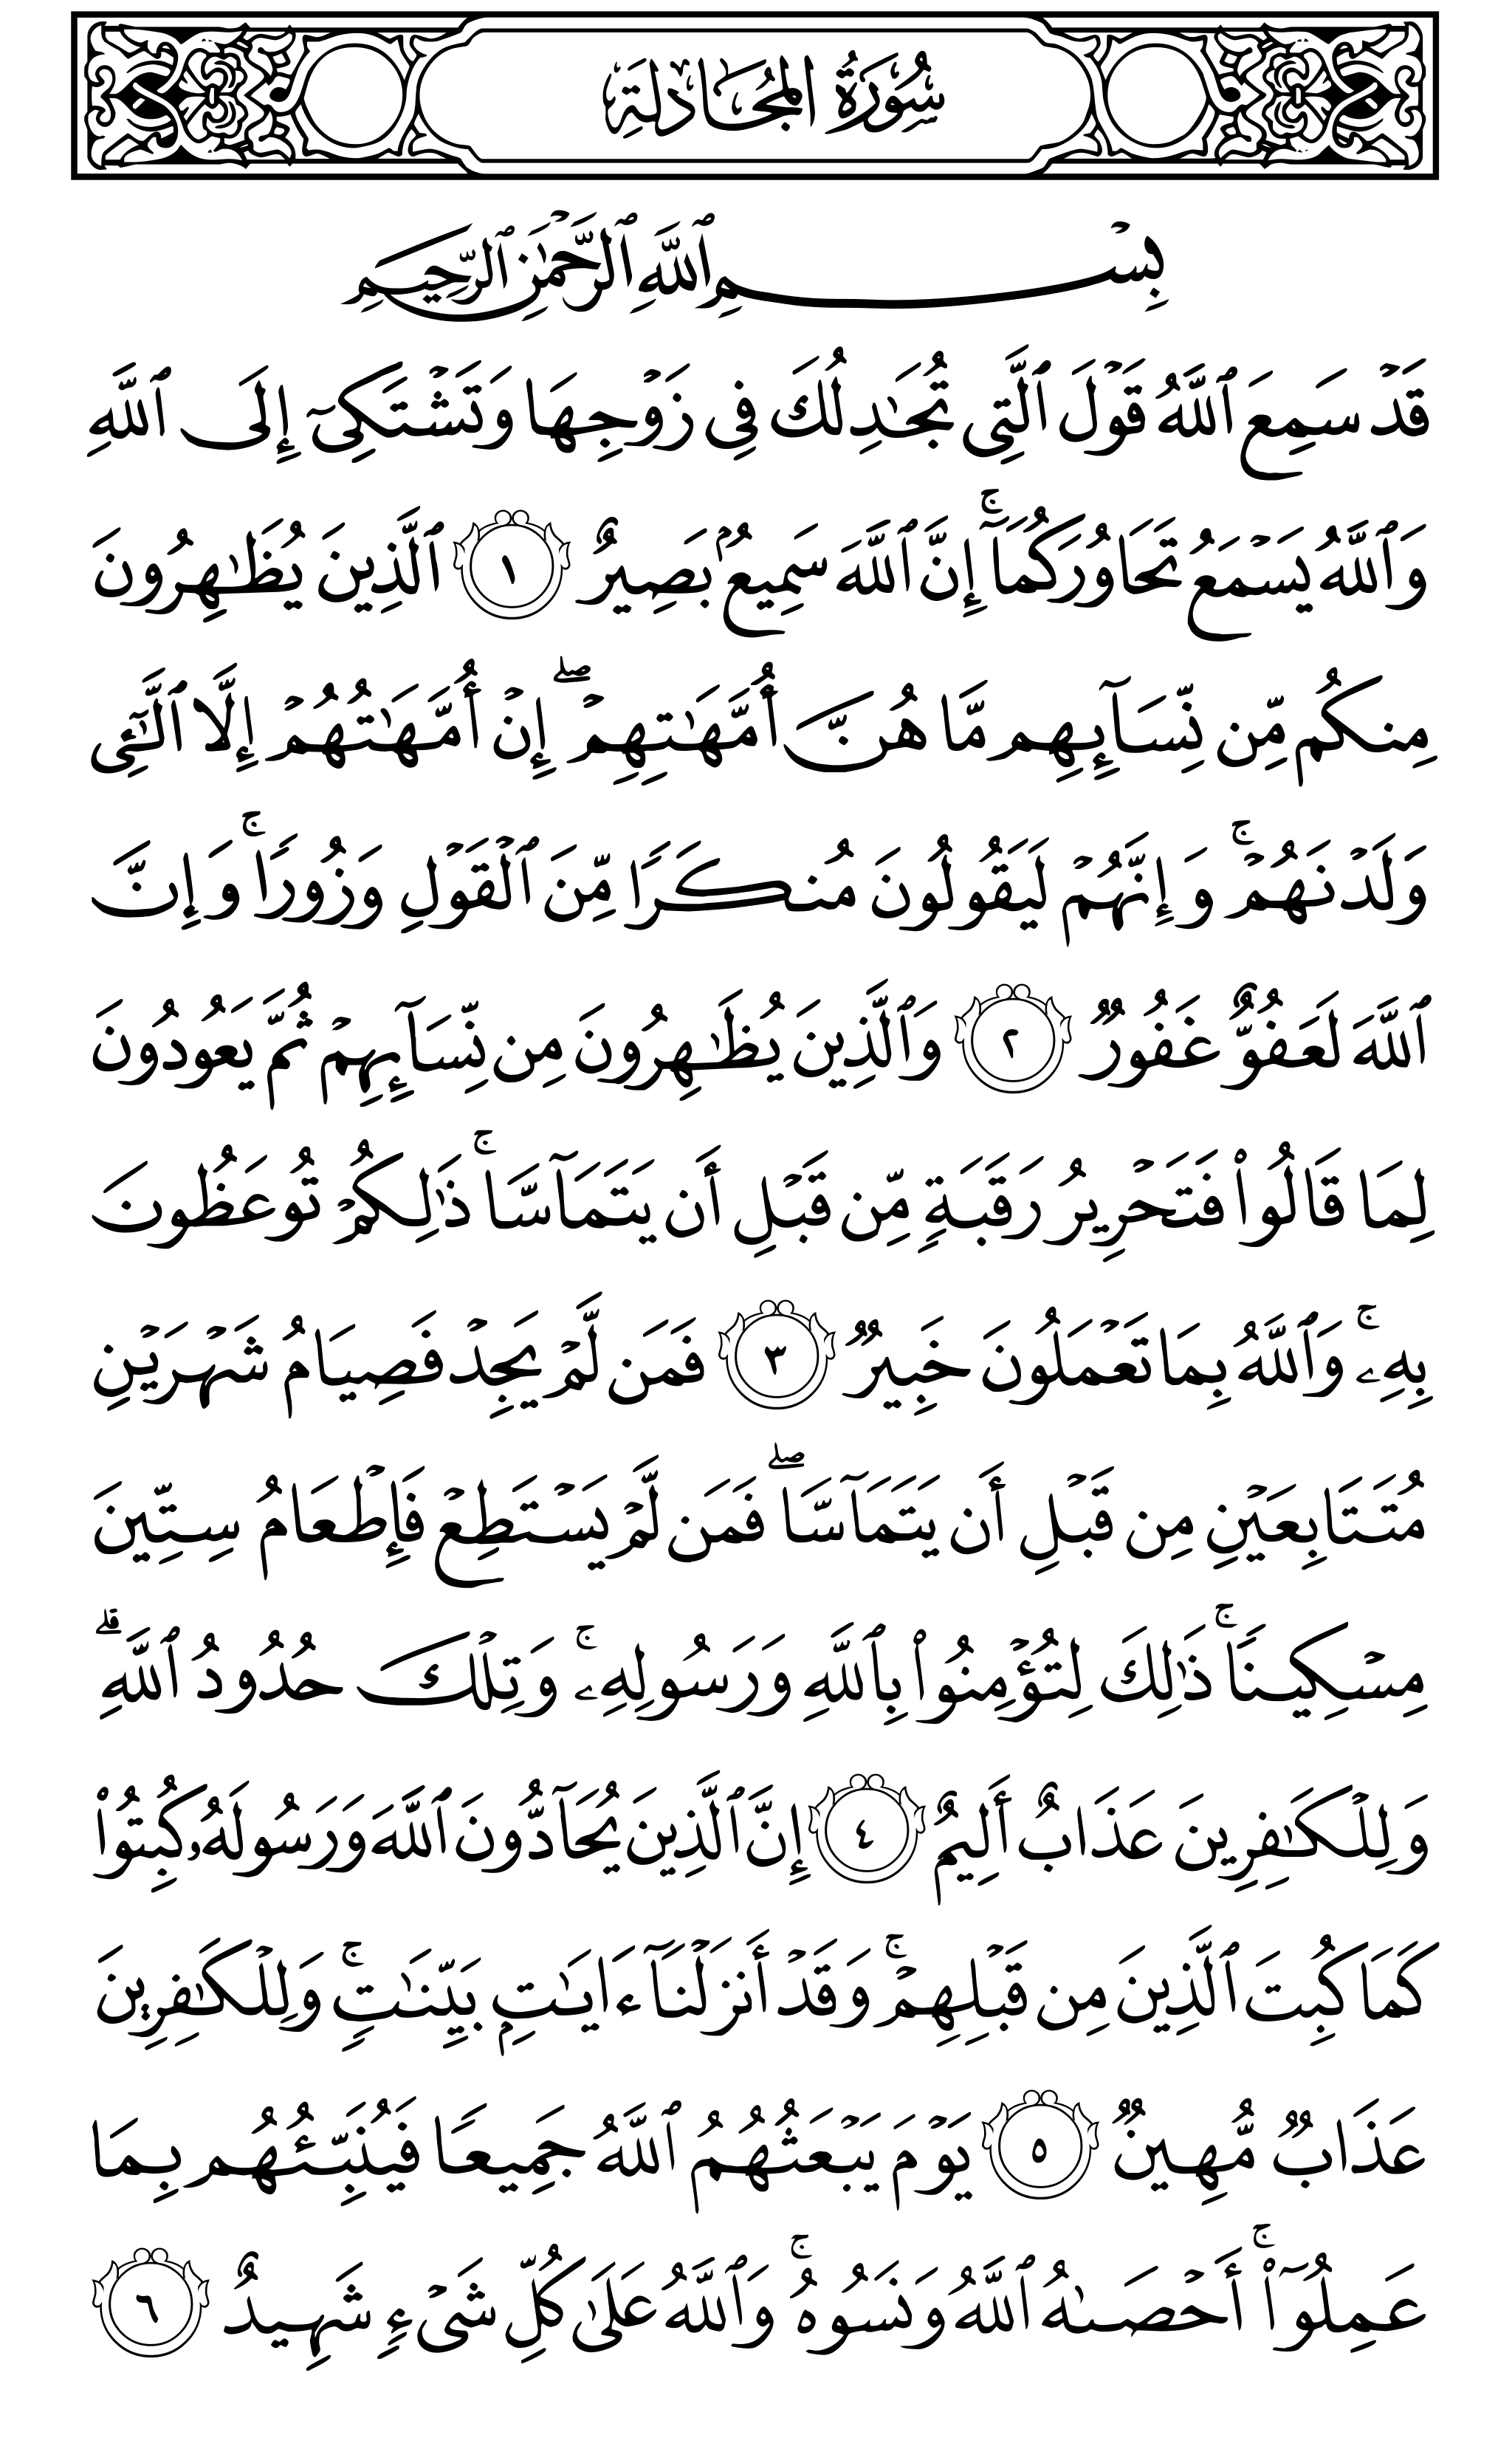 سُورَةُ المُجَادلَةِ
بِسۡمِ ٱللَّهِ ٱلرَّحۡمَٰنِ ٱلرَّحِيمِ
قَدۡ سَمِعَ ٱللَّهُ قَوۡلَ ٱلَّتِي تُجَٰدِلُكَ فِي زَوۡجِهَا وَتَشۡتَكِيٓ إِلَى ٱللَّهِ
وَٱللَّهُ يَسۡمَعُ تَحَاوُرَكُمَآۚ إِنَّ ٱللَّهَ سَمِيعُۢ بَصِيرٌ ١ ٱلَّذِينَ يُظَٰهِرُونَ
مِنكُم مِّن نِّسَآئِهِم مَّا هُنَّ أُمَّهَٰتِهِمۡۖ إِنۡ أُمَّهَٰتُهُمۡ إِلَّا ٱلَّٰٓـِٔي
وَلَدۡنَهُمۡۚ وَإِنَّهُمۡ لَيَقُولُونَ مُنكَرٗا مِّنَ ٱلۡقَوۡلِ وَزُورٗاۚ وَإِنَّ
ٱللَّهَ لَعَفُوٌّ غَفُورٞ ٢ وَٱلَّذِينَ يُظَٰهِرُونَ مِن نِّسَآئِهِمۡ ثُمَّ يَعُودُونَ
لِمَا قَالُواْ فَتَحۡرِيرُ رَقَبَةٖ مِّن قَبۡلِ أَن يَتَمَآسَّاۚ ذَٰلِكُمۡ تُوعَظُونَ
بِهِۦۚ وَٱللَّهُ بِمَا تَعۡمَلُونَ خَبِيرٞ ٣ فَمَن لَّمۡ يَجِدۡ فَصِيَامُ شَهۡرَيۡنِ
مُتَتَابِعَيۡنِ مِن قَبۡلِ أَن يَتَمَآسَّاۖ فَمَن لَّمۡ يَسۡتَطِعۡ فَإِطۡعَامُ سِتِّينَ
مِسۡكِينٗاۚ ذَٰلِكَ لِتُؤۡمِنُواْ بِٱللَّهِ وَرَسُولِهِۦۚ وَتِلۡكَ حُدُودُ ٱللَّهِۗ
وَلِلۡكَٰفِرِينَ عَذَابٌ أَلِيمٌ ٤ إِنَّ ٱلَّذِينَ يُحَآدُّونَ ٱللَّهَ وَرَسُولَهُۥ كُبِتُواْ
كَمَا كُبِتَ ٱلَّذِينَ مِن قَبۡلِهِمۡۚ وَقَدۡ أَنزَلۡنَآ ءَايَٰتِۭ بَيِّنَٰتٖۚ وَلِلۡكَٰفِرِينَ
عَذَابٞ مُّهِينٞ ٥ يَوۡمَ يَبۡعَثُهُمُ ٱللَّهُ جَمِيعٗا فَيُنَبِّئُهُم بِمَا
عَمِلُوٓاْۚ أَحۡصَىٰهُ ٱللَّهُ وَنَسُوهُۚ وَٱللَّهُ عَلَىٰ كُلِّ شَيۡءٖ شَهِيدٌ ٦